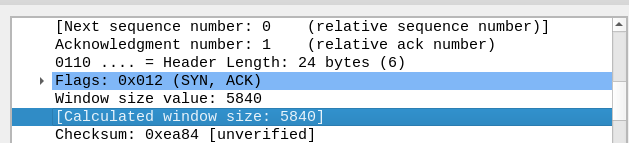 [Next sequence number: 0    (relative sequence number)]
Acknowledgment number: 1    (relative ack number)
0110 .... = Header Length: 24 bytes (6)
Flags: 0x012 (SYN, ACK)
Window size value: 5840
[Calculated window size: 5840]
Checksum: 0xea84 [unverified]